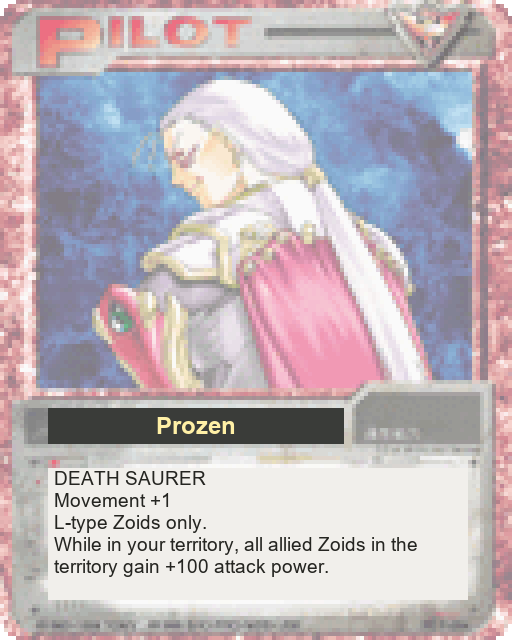 PILOT
Prozen
DEATH SAURER
Movement +1
L-type Zoids only.
While in your territory, all allied Zoids in the
territory gain +100 attack power.